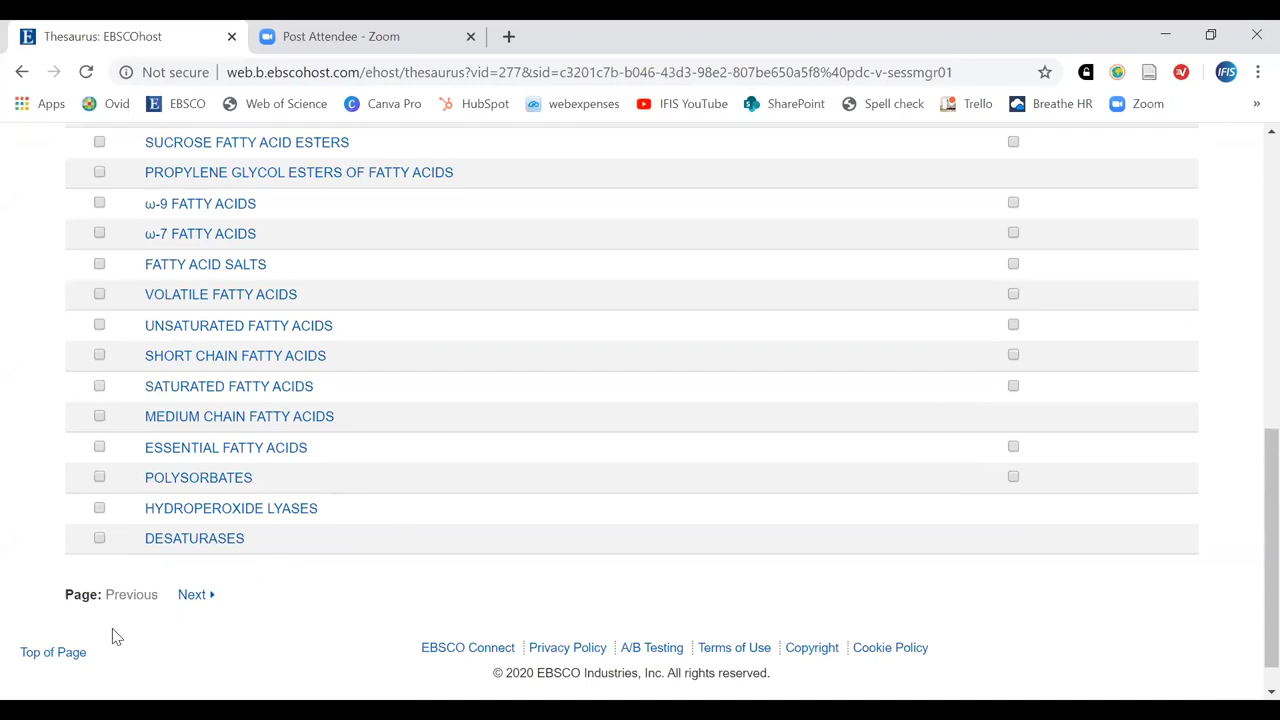 Thesaurus: EBSCOhost
Post Attendee - Zoom
Not secure
web.b.ebscohost.com/ehost/thesaurus?vid=277&sid=c3201c7b-b046-43d3-98e2-807be650a5f8%40pdc-v-sessmgr01
IFIS
Apps
Ovid
EBSCO
Web of Science
Canva Pro
HubSpot
webexpenses
IFIS YouTube
SharePoint
Spell check
Trello
Breathe HR
Zoom
»
SUCROSE FATTY ACID ESTERS
PROPYLENE GLYCOL ESTERS OF FATTY ACIDS
ω-9 FATTY ACIDS
ω-7 FATTY ACIDS
FATTY ACID SALTS
VOLATILE FATTY ACIDS
UNSATURATED FATTY ACIDS
SHORT CHAIN FATTY ACIDS
SATURATED FATTY ACIDS
MEDIUM CHAIN FATTY ACIDS
ESSENTIAL FATTY ACIDS
POLYSORBATES
HYDROPEROXIDE LYASES
DESATURASES
Page: Previous Next
Top of Page
EBSCO Connect
Privacy Policy
A/B Testing
Terms of Use
Copyright
Cookie Policy
© 2020 EBSCO Industries, Inc. All rights reserved.